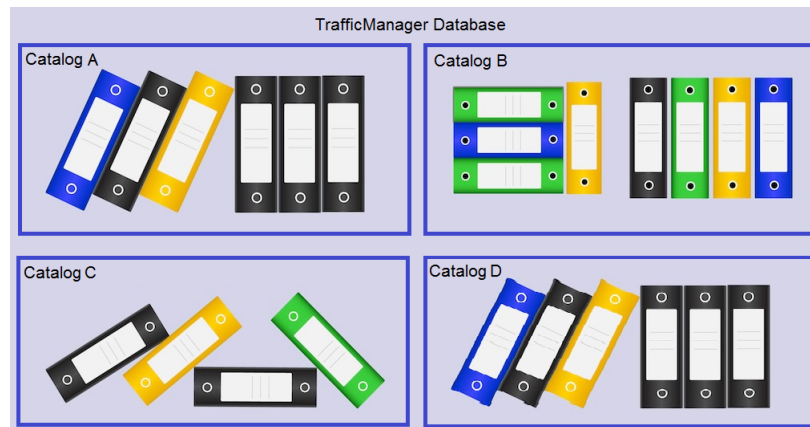 TrafficManager Database
Catalog A
Catalog B
Catalog C
Catalog D